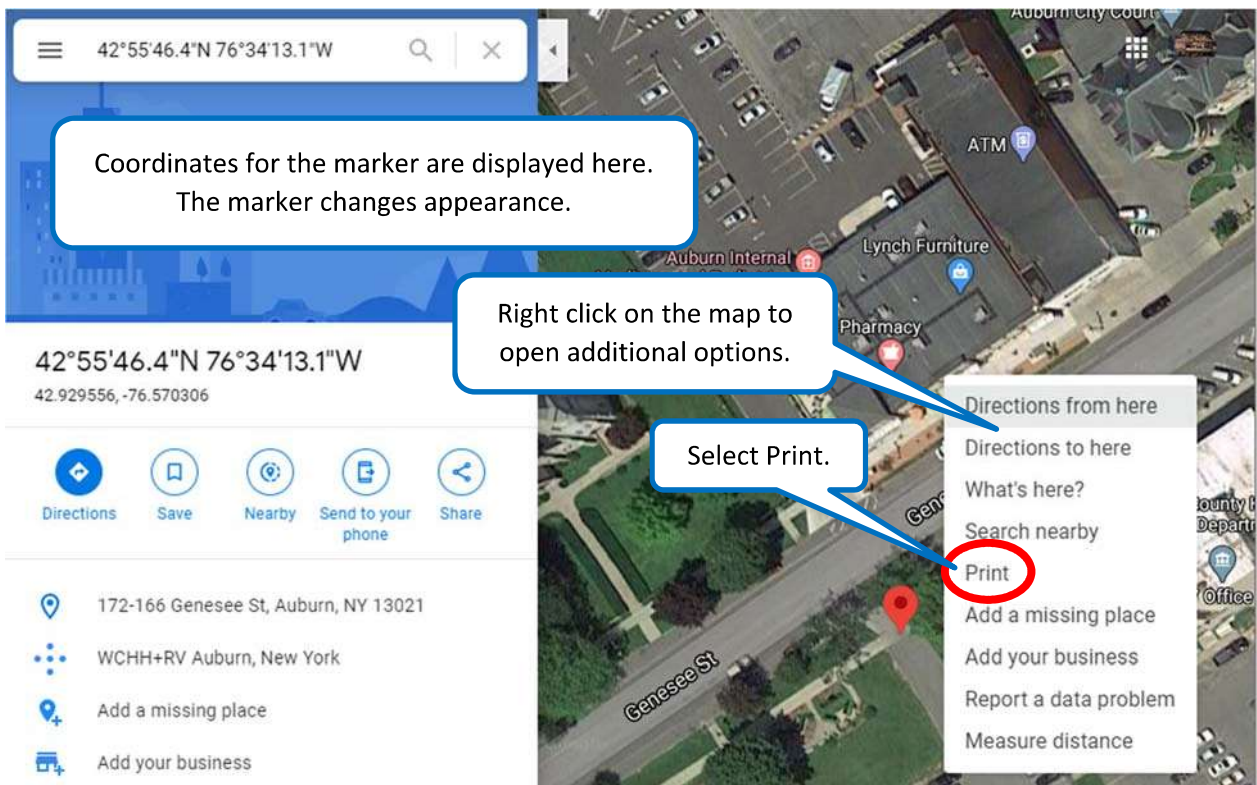 42°55'46.4"N 76°34'13.1"W
Coordinates for the marker are displayed here.
The marker changes appearance.
Right click on the map to
open additional options.
Select Print.
42°55'46.4"N 76°34'13.1"W
42.929556, -76.570306
Directions
Save
Nearby
Send to your
phone
Share
172-166 Genesee St, Auburn, NY 13021
WCHH+RV Auburn, New York
Add a missing place
Add your business
Auburn City Court
ATM
Lynch Furniture
Auburn Internal
Pharmacy
Directions from here
Directions to here
What's here?
Search nearby
Print
Add a missing place
Add your business
Report a data problem
Measure distance
Gen
Genesee St
ounty
Depart
Office